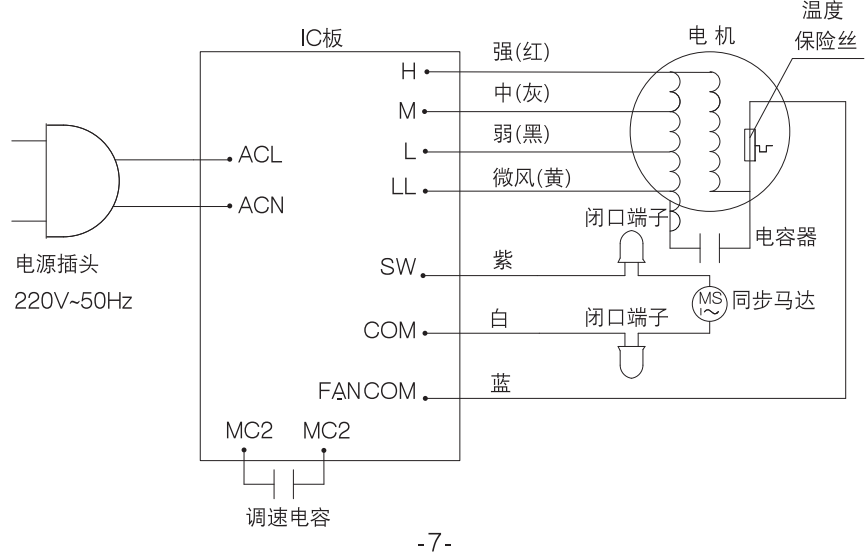 温度
保险丝
电 机
IC板
H
强(红)
M
中(灰)
L
弱(黑)
LL
微风(黄)
ACL
ACN
电源插头
220V~50Hz
闭口端子
电容器
SW
紫
MS
~
同步马达
COM
白
闭口端子
FANCOM
蓝
MC2 MC2
调速电容
-7-